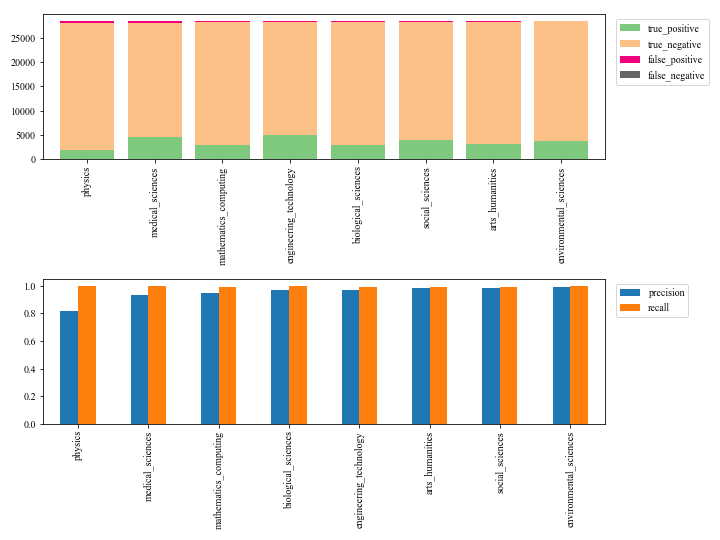 25000
20000
15000
10000
5000
0
physics
medical_sciences
mathematics_computing
engineering_technology
biological_sciences
social_sciences
arts_humanities
environmental_sciences
true_positive
true_negative
false_positive
false_negative
1.0
0.8
0.6
0.4
0.2
0.0
physics
medical_sciences
mathematics_computing
biological_sciences
engineering_technology
arts_humanities
social_sciences
environmental_sciences
precision
recall